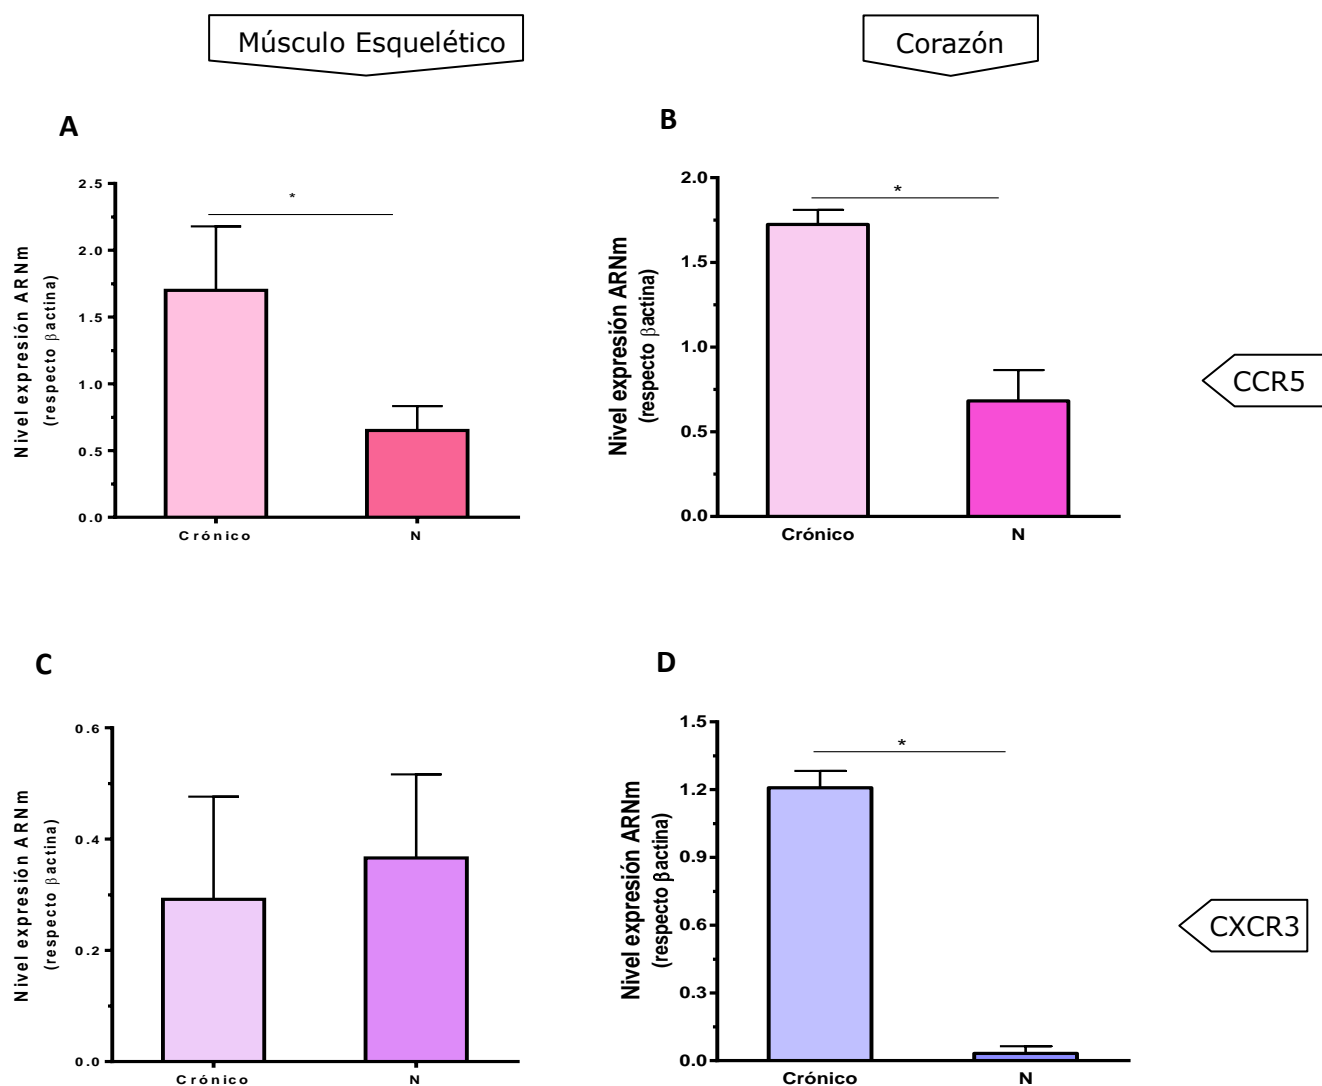 Músculo Esquelético
Corazón
A
Nivel expresión ARNm
(respecto βactina)
2.5
2.0
1.5
1.0
0.5
0.0
*
Crónico
N
B
Nivel expresión ARNm
(respecto βactina)
2.0
1.5
1.0
0.5
0.0
*
Crónico
N
CCR5
C
Nivel expresión ARNm
(respecto βactina)
0.6
0.4
0.2
0.0
Crónico
N
D
Nivel expresión ARNm
(respecto βactina)
1.5
1.2
0.9
0.6
0.3
0.0
*
Crónico
N
CXCR3